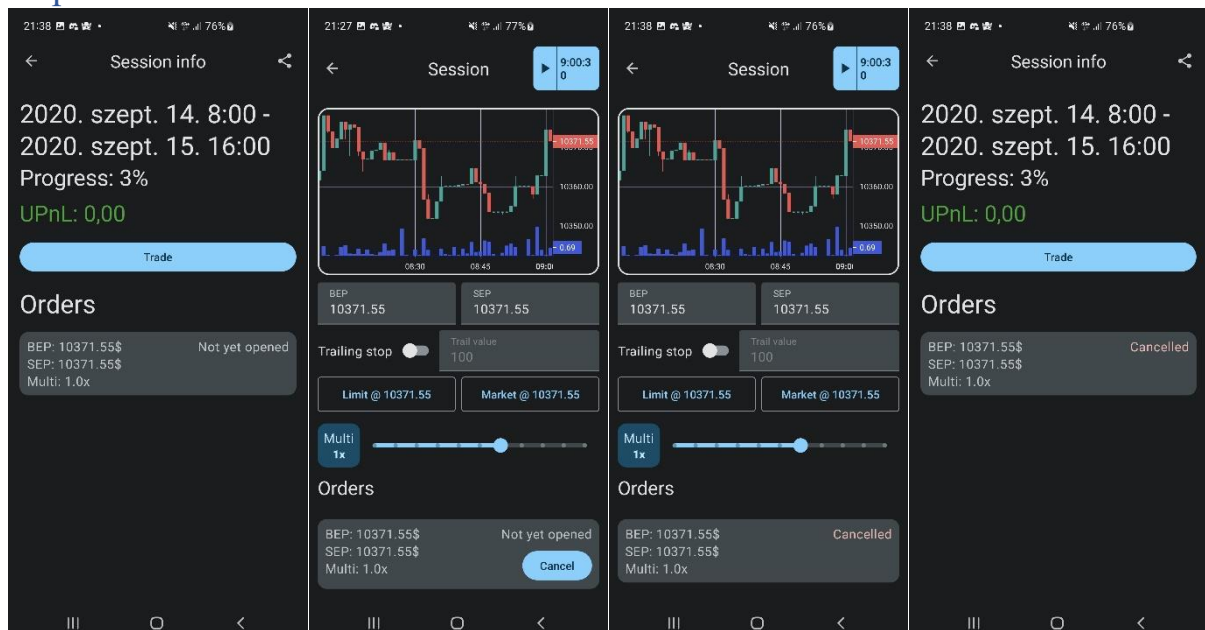 21:38 76%
Session info
2020. szept. 14. 8:00 -
2020. szept. 15. 16:00
Progress: 3%
UPnL: 0,00
Trade
Orders
BEP: 10371.55$ Not yet opened
SEP: 10371.55$
Multi: 1.0x
21:27 77%
Session
9:00:3
0
10371.55
10360.00
10350.00
0.69
08:30 08:45 09:0
BEP SEP
10371.55 10371.55
Trailing stop Trail value
100
Limit @ 10371.55 Market @ 10371.55
Multi
1x
Orders
BEP: 10371.55$ Not yet opened
SEP: 10371.55$
Multi: 1.0x Cancel
21:38 76%
Session
9:00:3
0
10371.55
10360.00
10350.00
0.69
08:30 08:45 09:0
BEP SEP
10371.55 10371.55
Trailing stop Trail value
100
Limit @ 10371.55 Market @ 10371.55
Multi
1x
Orders
BEP: 10371.55$ Cancelled
SEP: 10371.55$
Multi: 1.0x
21:38 76%
Session info
2020. szept. 14. 8:00 -
2020. szept. 15. 16:00
Progress: 3%
UPnL: 0,00
Trade
Orders
BEP: 10371.55$ Cancelled
SEP: 10371.55$
Multi: 1.0x